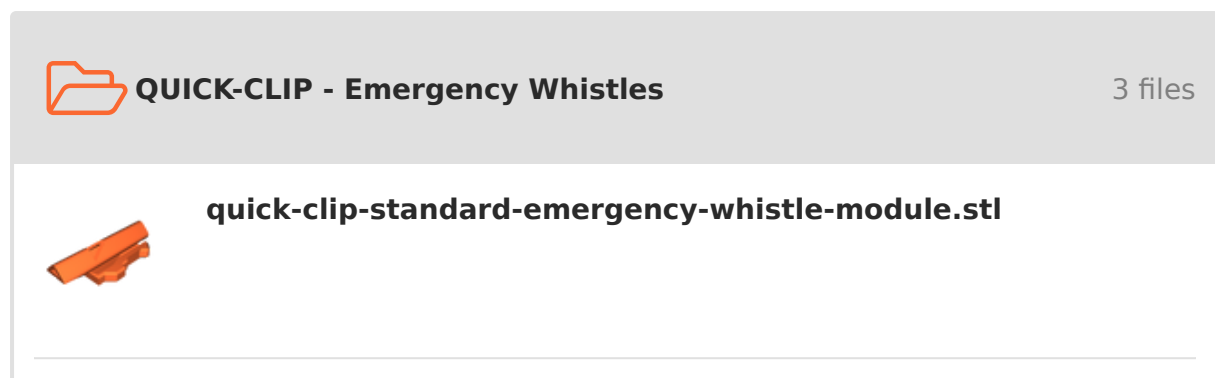 QUICK-CLIP - Emergency Whistles
3 files
quick-clip-standard-emergency-whistle-module.stl